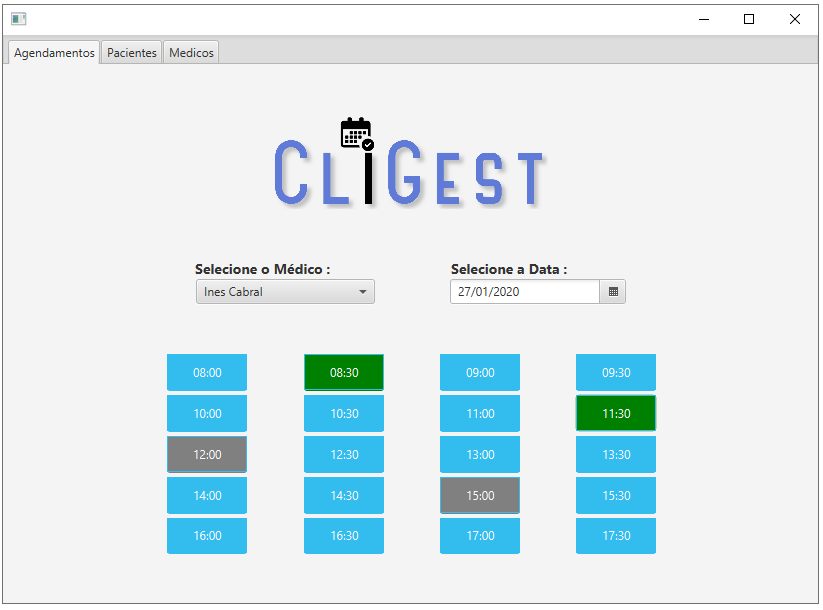 Agendamentos Pacientes Medicos
CLIGEST
Selecione o Médico : Selecione a Data :
Ines Cabral 27/01/2020
08:00 08:30 09:00 09:30
10:00 10:30 11:00 11:30
12:00 12:30 13:00 13:30
14:00 14:30 15:00 15:30
16:00 16:30 17:00 17:30